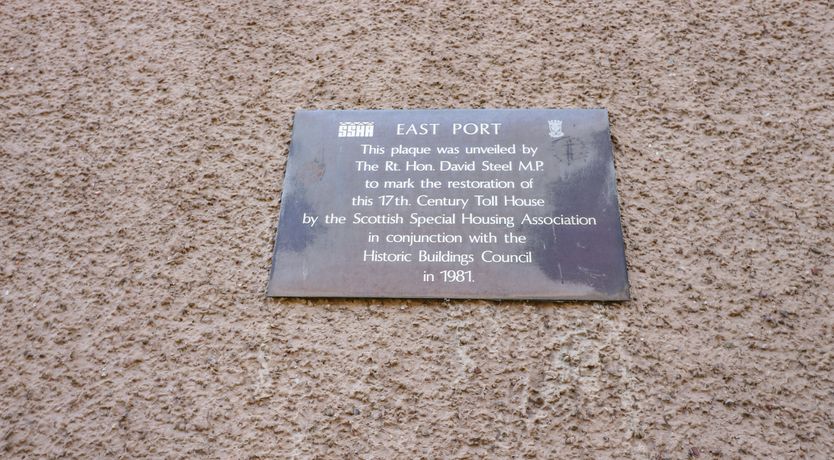 SSHA EAST PORT
This plaque was unveiled by
The Rt. Hon. David Steel M.P.
to mark the restoration of
this 17th. Century Toll House
by the Scottish Special Housing Association
in conjunction with the
Historic Buildings Council
in 1981.